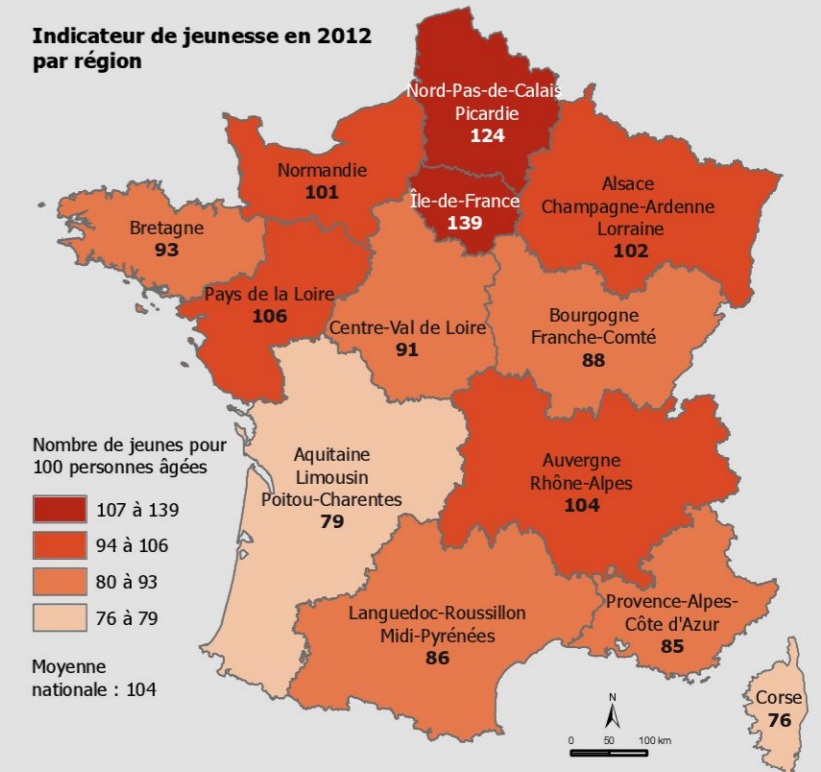 Indicateur de jeunesse en 2012
par région
Nord-Pas-de-Calais
Picardie
124
Normandie
101
Île-de-France
139
Alsace
Champagne-Ardenne
Lorraine
102
Bretagne
93
Pays de la Loire
106
Centre-Val de Loire
91
Bourgogne
Franche-Comté
88
Nombre de jeunes pour
100 personnes âgées
107 à 139
94 à 106
80 à 93
76 à 79
Moyenne
nationale : 104
Aquitaine
Limousin
Poitou-Charentes
79
Auvergne
Rhône-Alpes
104
Languedoc-Roussillon
Midi-Pyrénées
86
Provence-Alpes-
Côte d'Azur
85
Corse
76
N
0 50 100 km